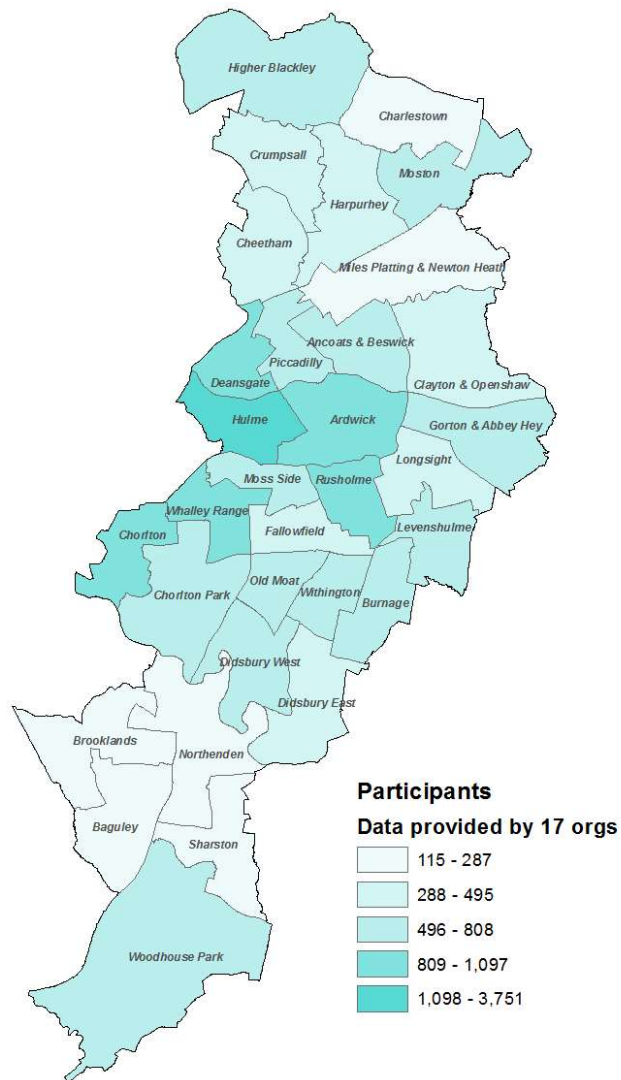 Higher Blackley
Charlestown
Crumpsall
Moston
Harpurhey
Cheetham
Miles Platting & Newton Heath
Ancoats & Beswick
Piccadilly
Deansgate
Clayton & Openshaw
Hulme
Ardwick
Gorton & Abbey Hey
Longsight
Moss Side
Rusholme
Whalley Range
Levenshulme
Chorlton
Fallowfield
Old Moat
Withington
Chorlton Park
Burnage
Didsbury West
Didsbury East
Brooklands
Northenden
Baguley
Sharston
Woodhouse Park
Participants
Data provided by 17 orgs
115 - 287
288 - 495
496 - 808
809 - 1,097
1,098 - 3,751